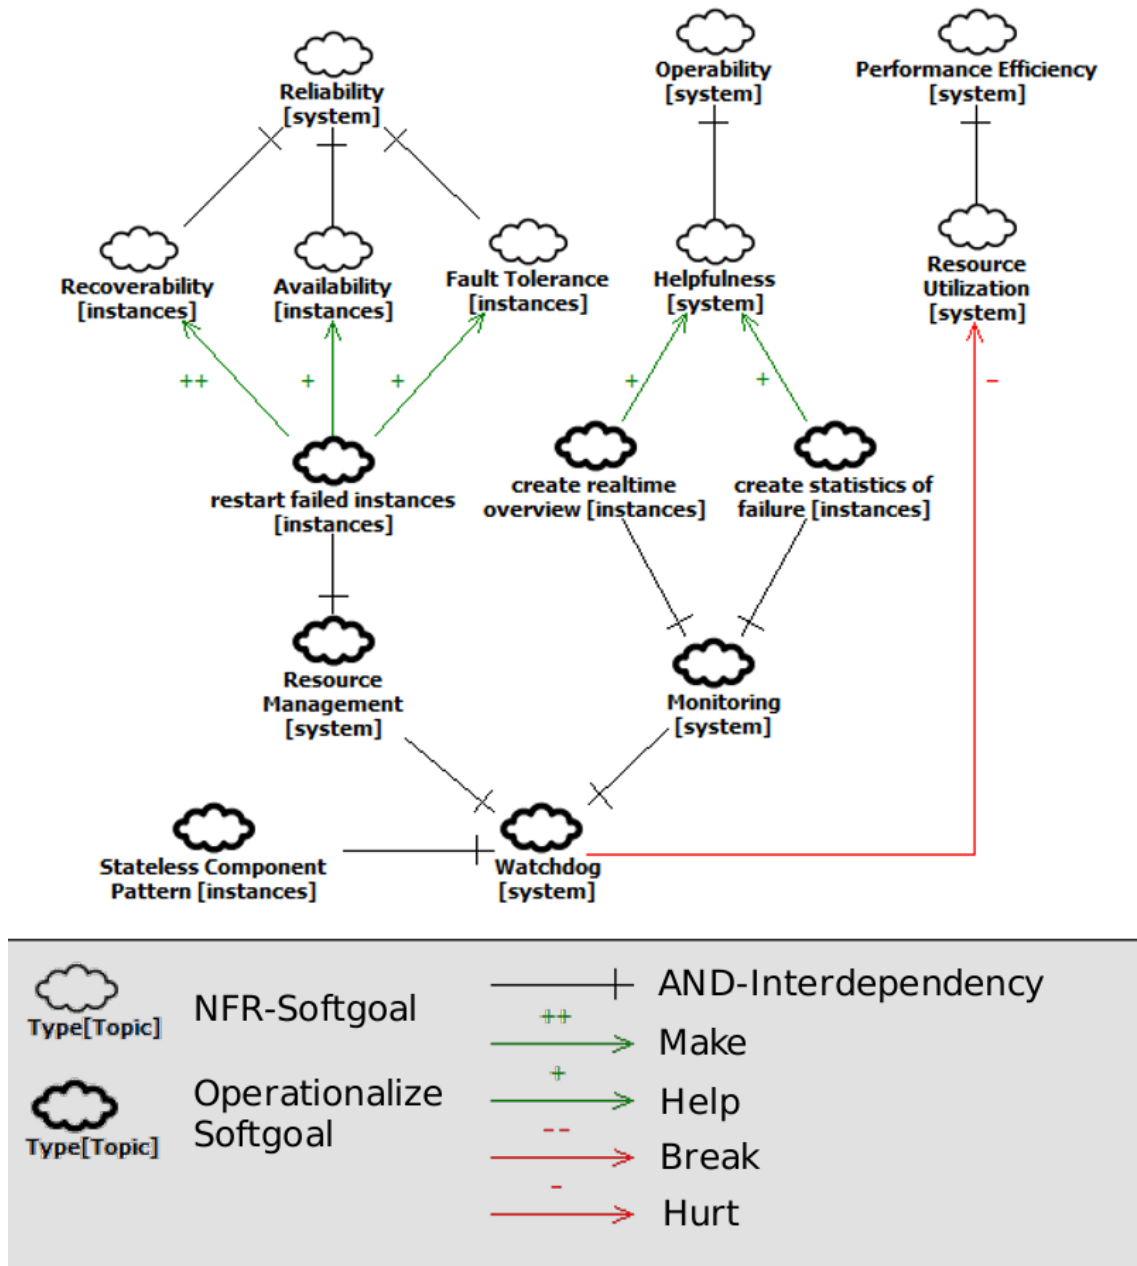 Reliability
[system]
Operability
[system]
Performance Efficiency
[system]
Recoverability
[instances]
Availability
[instances]
Fault Tolerance
[instances]
Helpfulness
[system]
Resource
Utilization
[system]
++
+
+
+
+
-
restart failed instances
[instances]
create realtime
overview [instances]
create statistics of
failure [instances]
Resource
Management
[system]
Monitoring
[system]
Stateless Component
Pattern [instances]
Watchdog
[system]
Type[Topic]
NFR-Softgoal
Type[Topic]
Operationalize
Softgoal
AND-Interdependency
++
Make
+
Help
--
Break
-
Hurt